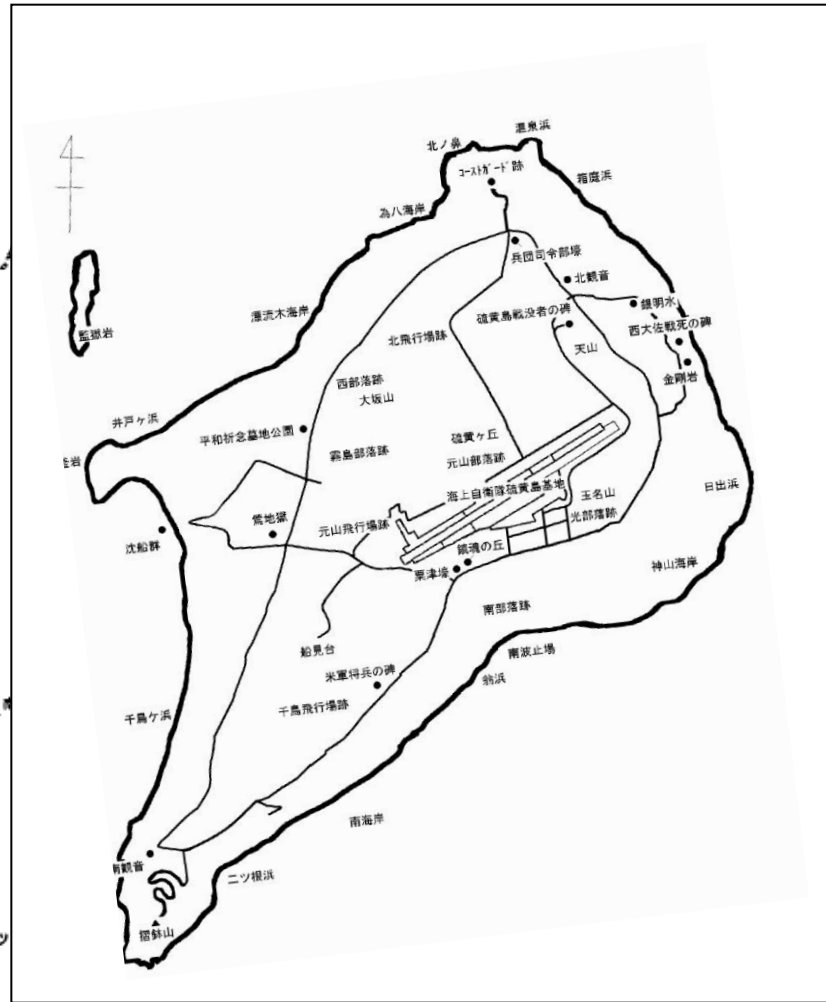 温泉浜
北ノ鼻
コーストガード跡
箱庭浜
為八海岸
兵団司令部壕
北観音
銀明水
硫黄島戦没者の碑
西大佐戦死の碑
漂流木海岸
監獄岩
北飛行場跡
天山
金剛岩
西部落跡
大坂山
井戸ヶ浜
平和祈念墓地公園
硫黄ヶ丘
霧島部落跡
元山部落跡
釜岩
海上自衛隊硫黄島基地
日出浜
玉名山
光部落跡
元山飛行場跡
沈船群
鶯地獄
鎮魂の丘
粟津壕
神山海岸
南部落跡
船見台
南波止場
米軍将兵の碑
翁浜
千鳥飛行場跡
千鳥ケ浜
南海岸
南観音
二ツ根浜
摺鉢山